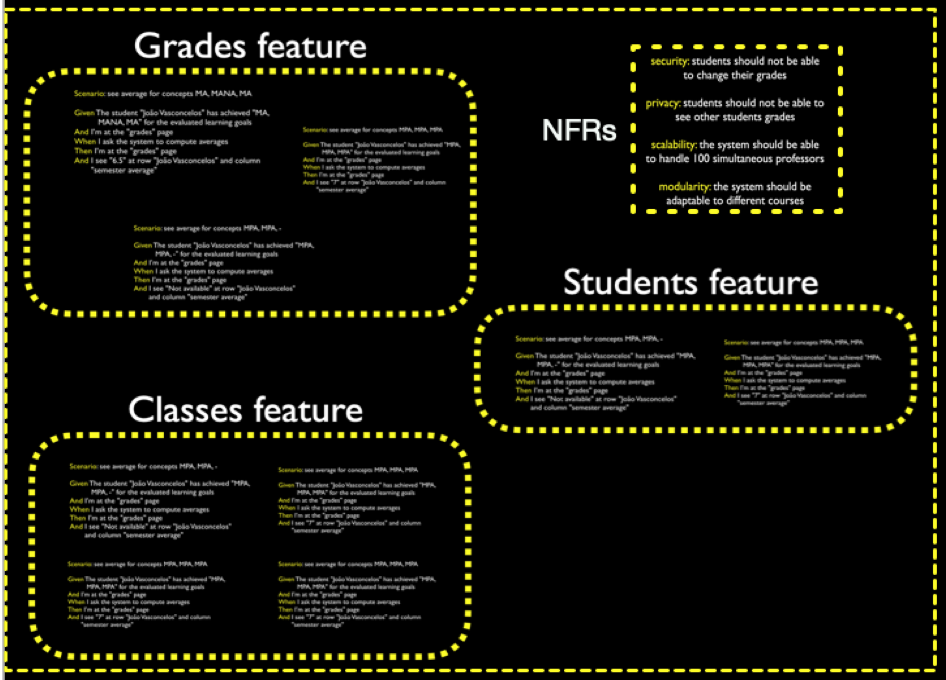 Grades feature
Scenario: see average for concepts MA, MANA, MA
Given The student "João Vasconcelos" has achieved "MA,
MANA, MA" for the evaluated learning goals
And I'm at the "grades" page
When I ask the system to compute averages
Then I'm at the "grades" page
And I see "6.5" at row "João Vasconcelos" and column
"semester average"
Scenario: see average for concepts MPA, MPA, MPA
Given The student "João Vasconcelos" has achieved "MPA,
MPA, MPA" for the evaluated learning goals
And I'm at the "grades" page
When I ask the system to compute averages
Then I'm at the "grades" page
And I see "7" at row "João Vasconcelos" and column
"semester average"
Scenario: see average for concepts MPA, MPA, -
Given The student "João Vasconcelos" has achieved "MPA,
MPA, -" for the evaluated learning goals
And I'm at the "grades" page
When I ask the system to compute averages
Then I'm at the "grades" page
And I see "Not available" at row "João Vasconcelos"
and column "semester average"
NFRs
security: students should not be able
to change their grades
privacy: students should not be able to
see other students grades
scalability: the system should be able
to handle 100 simultaneous professors
modularity: the system should be
adaptable to different courses
Students feature
Scenario: see average for concepts MPA, MPA, -
Given The student "João Vasconcelos" has achieved "MPA,
MPA, -" for the evaluated learning goals
And I'm at the "grades" page
When I ask the system to compute averages
Then I'm at the "grades" page
And I see "Not available" at row "João Vasconcelos"
and column "semester average"
Scenario: see average for concepts MPA, MPA, MPA
Given The student "João Vasconcelos" has achieved "MPA,
MPA, MPA" for the evaluated learning goals
And I'm at the "grades" page
When I ask the system to compute averages
Then I'm at the "grades" page
And I see "7" at row "João Vasconcelos" and column
"semester average"
Classes feature
Scenario: see average for concepts MPA, MPA, -
Given The student "João Vasconcelos" has achieved "MPA,
MPA, -" for the evaluated learning goals
And I'm at the "grades" page
When I ask the system to compute averages
Then I'm at the "grades" page
And I see "Not available" at row "João Vasconcelos"
and column "semester average"
Scenario: see average for concepts MPA, MPA, MPA
Given The student "João Vasconcelos" has achieved "MPA,
MPA, MPA" for the evaluated learning goals
And I'm at the "grades" page
When I ask the system to compute averages
Then I'm at the "grades" page
And I see "7" at row "João Vasconcelos" and column
"semester average"
Scenario: see average for concepts MPA, MPA, MPA
Given The student "João Vasconcelos" has achieved "MPA,
MPA, MPA" for the evaluated learning goals
And I'm at the "grades" page
When I ask the system to compute averages
Then I'm at the "grades" page
And I see "7" at row "João Vasconcelos" and column
"semester average"
Scenario: see average for concepts MPA, MPA, MPA
Given The student "João Vasconcelos" has achieved "MPA,
MPA, MPA" for the evaluated learning goals
And I'm at the "grades" page
When I ask the system to compute averages
Then I'm at the "grades" page
And I see "7" at row "João Vasconcelos" and column
"semester average"